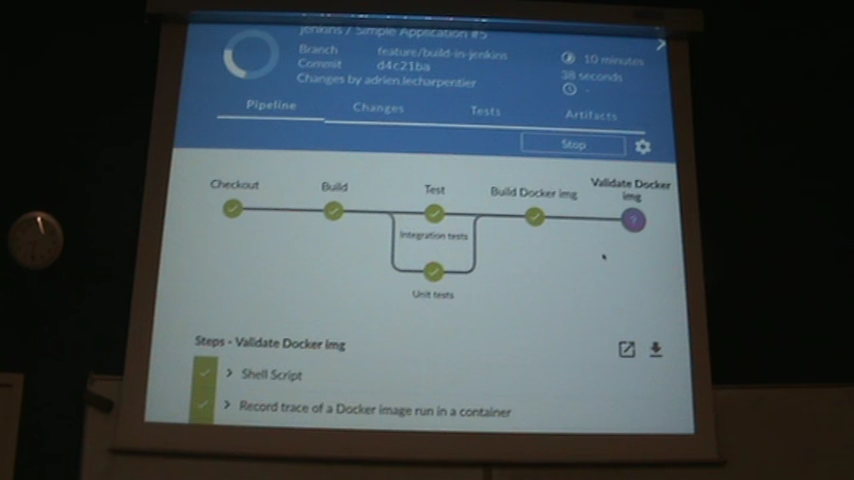 jenkins / Simple Application #5
Branch feature/build-in-jenkins
Commit d4c21ba
Changes by adrien.lecharpentier
10 minutes
38 seconds
-
Pipeline Changes Tests Artifacts
Stop
Checkout Build Test Build Docker img Validate Docker img
?
Integration tests
Unit tests
Steps - Validate Docker img
Shell Script
Record trace of a Docker image run in a container